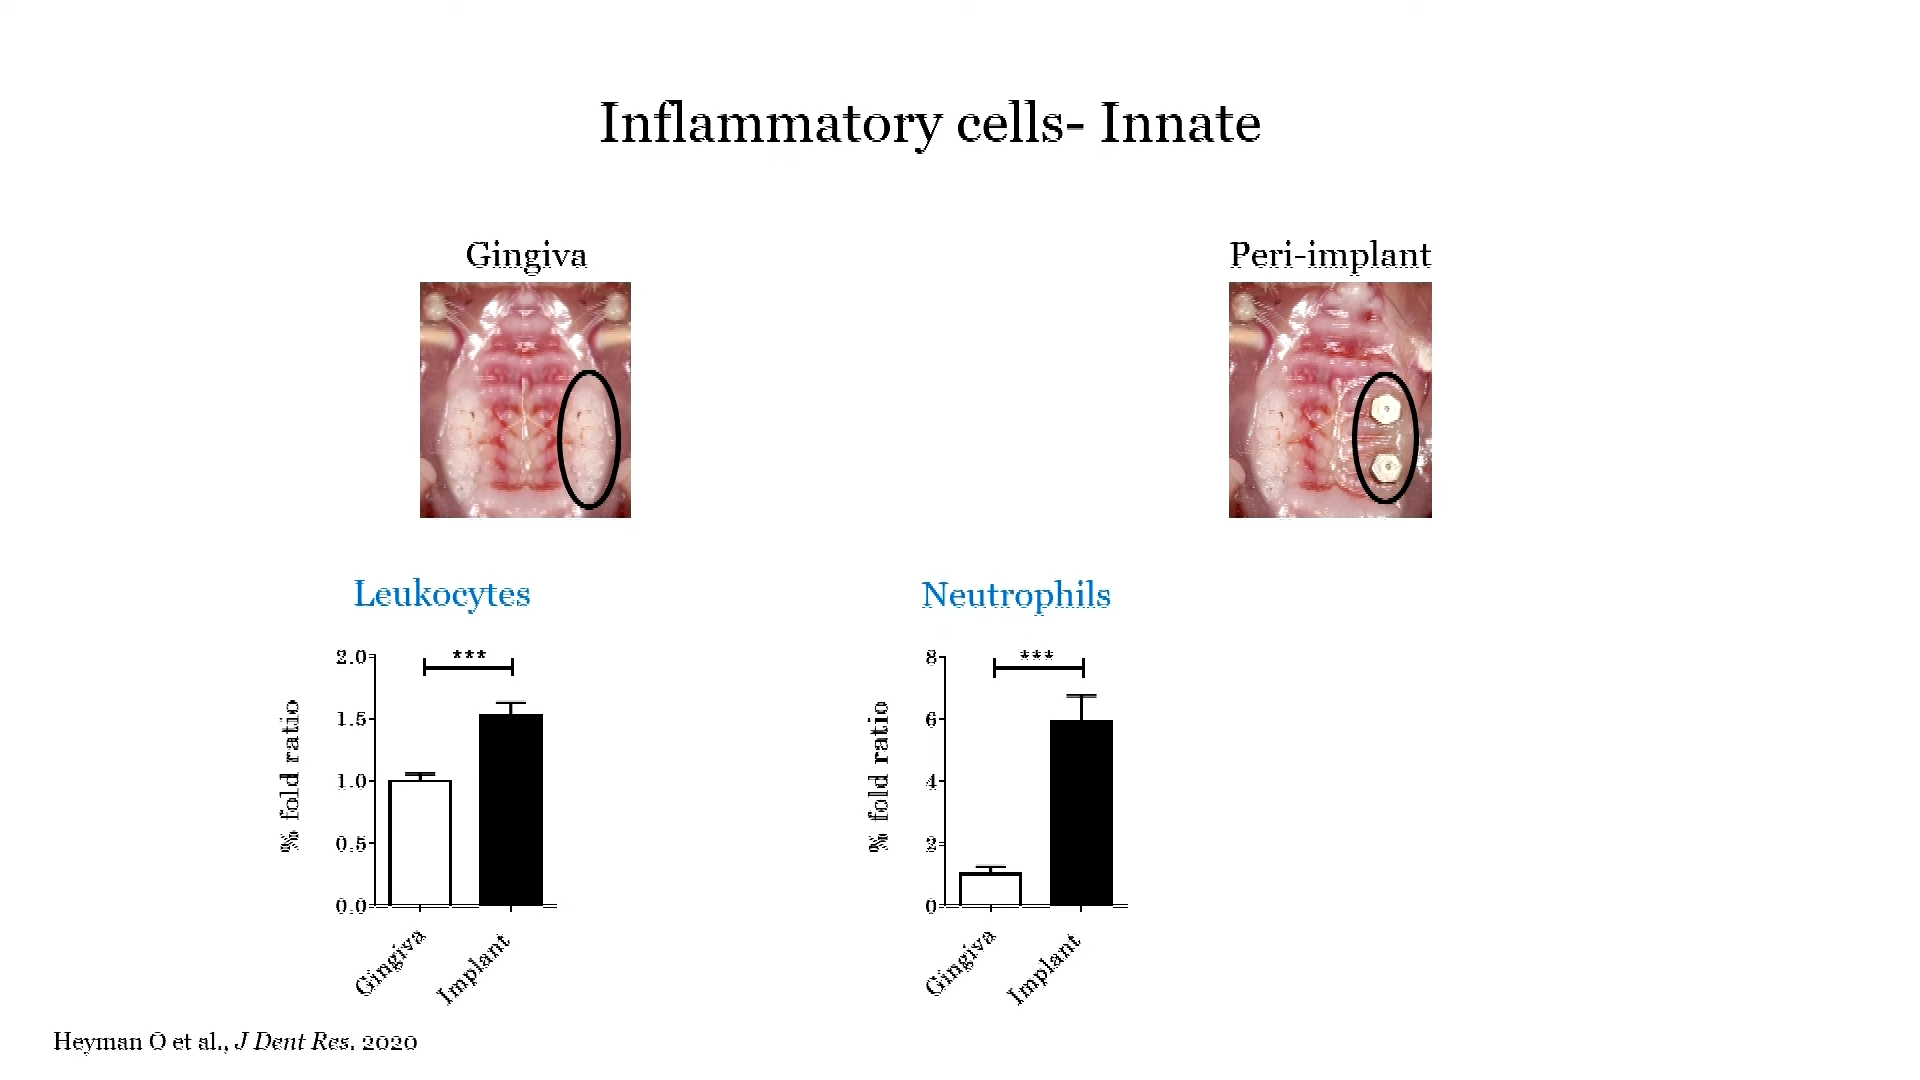 Inflammatory cells- Innate
Gingiva
Peri-implant
Leukocytes
% fold ratio
2.0
1.5
1.0
0.5
0.0
***
Gingiva
Implant
Neutrophils
% fold ratio
8
6
4
2
0
***
Gingiva
Implant
Heyman O et al., J Dent Res. 2020